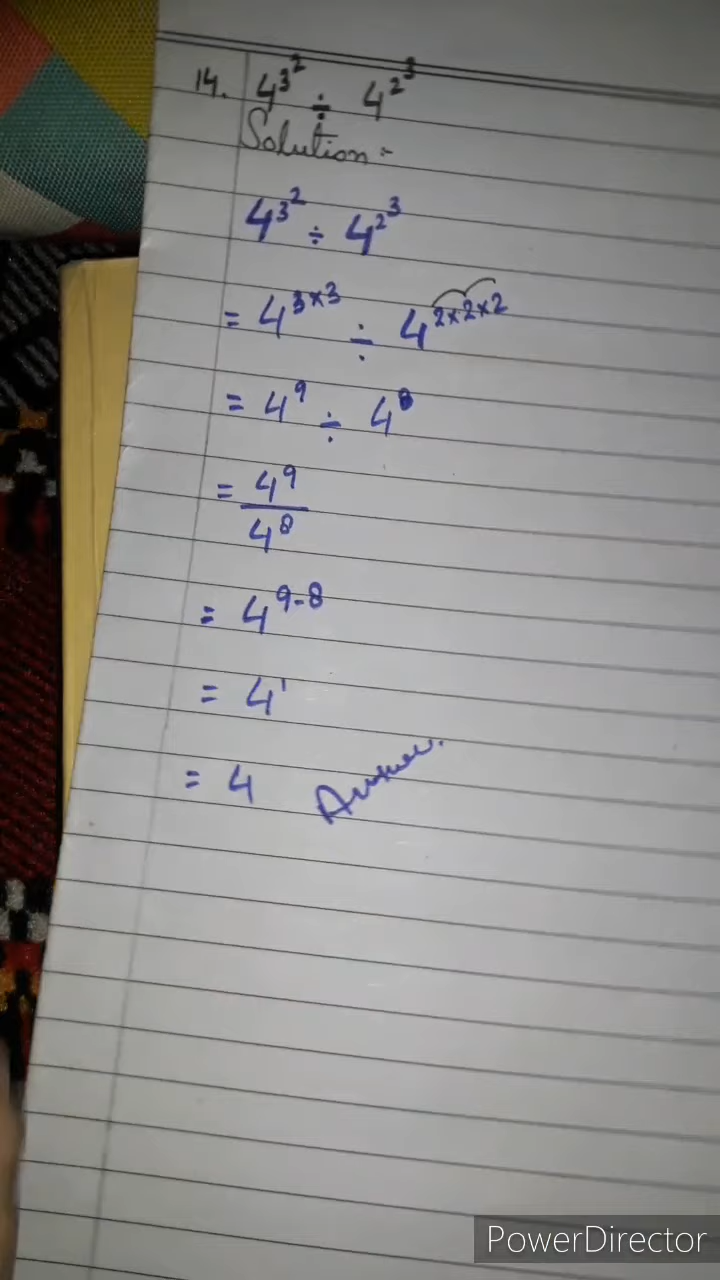 14. 4^3^2 ÷ 4^2^3
Solution:-
4^3^2 ÷ 4^2^3
= 4^3×3 ÷ 4^2×2×2
= 4^9 ÷ 4^8
= 4^9
4^8
= 4^9-8
= 4^1
= 4 Answer.
PowerDirector